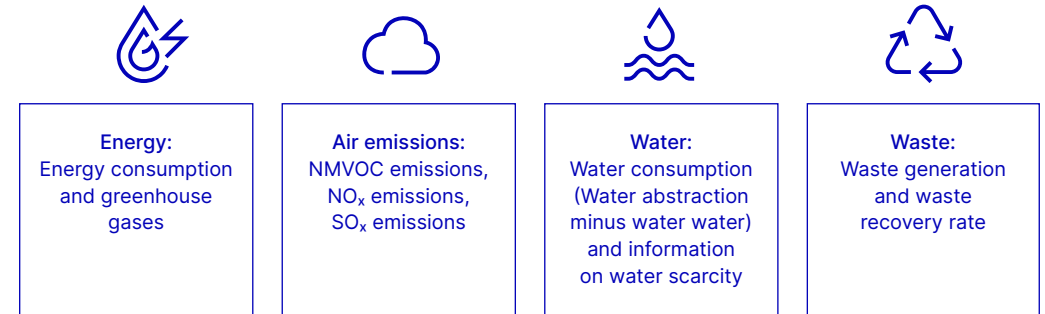 Energy:
Energy consumption
and greenhouse
gases
Air emissions:
NMVOC emissions,
NOₓ emissions,
SOₓ emissions
Water:
Water consumption
(Water abstraction
minus water water)
and information
on water scarcity
Waste:
Waste generation
and waste
recovery rate